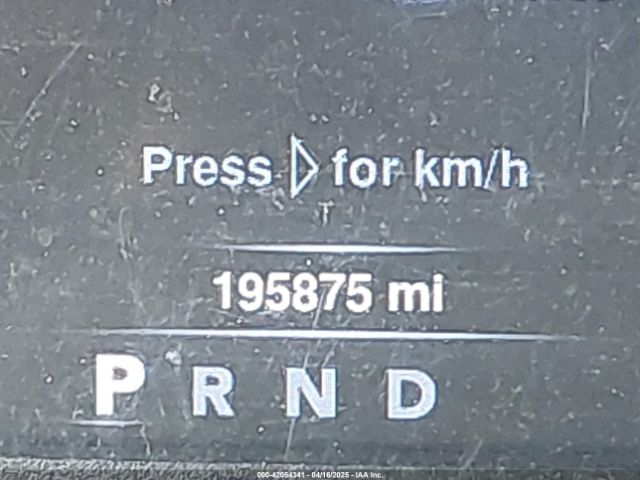 Press ▷ for km/h
195875 mi
P R N D
000-42054341 - 04/16/2025 - IAA Inc.